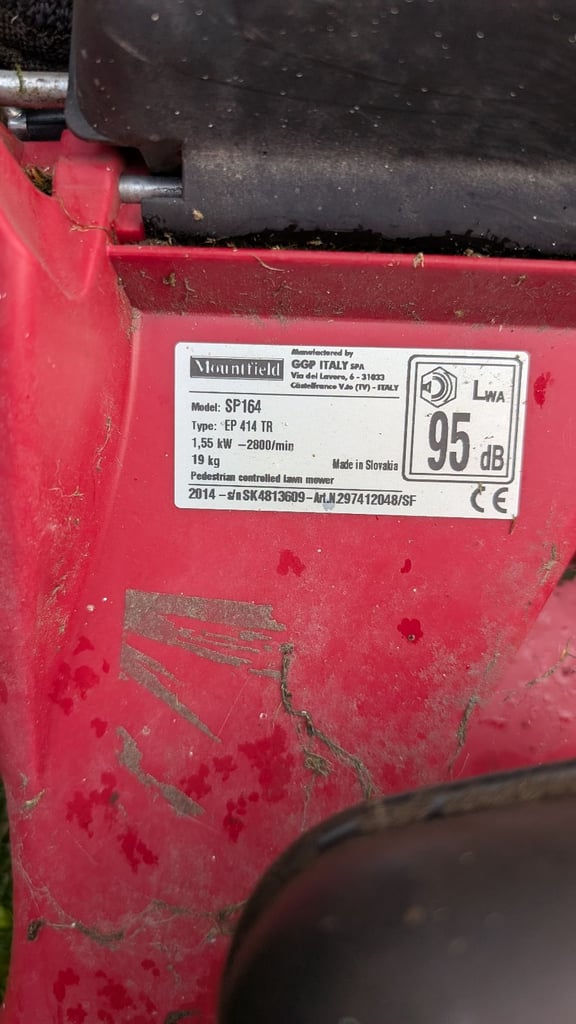 Mountfield
Manufactured by
GGP ITALY SPA
Via del Lavoro, 6 - 31033
Castelfranco V.to (TV) - ITALY
Model: SP164
Type: EP 414 TR
1,55 kW -2800/min
19 kg
Made in Slovakia
Pedestrian controlled lawn mower
2014 - s/n SK4813609 - Art.N.297412048/SF
LWA
95 dB
CE